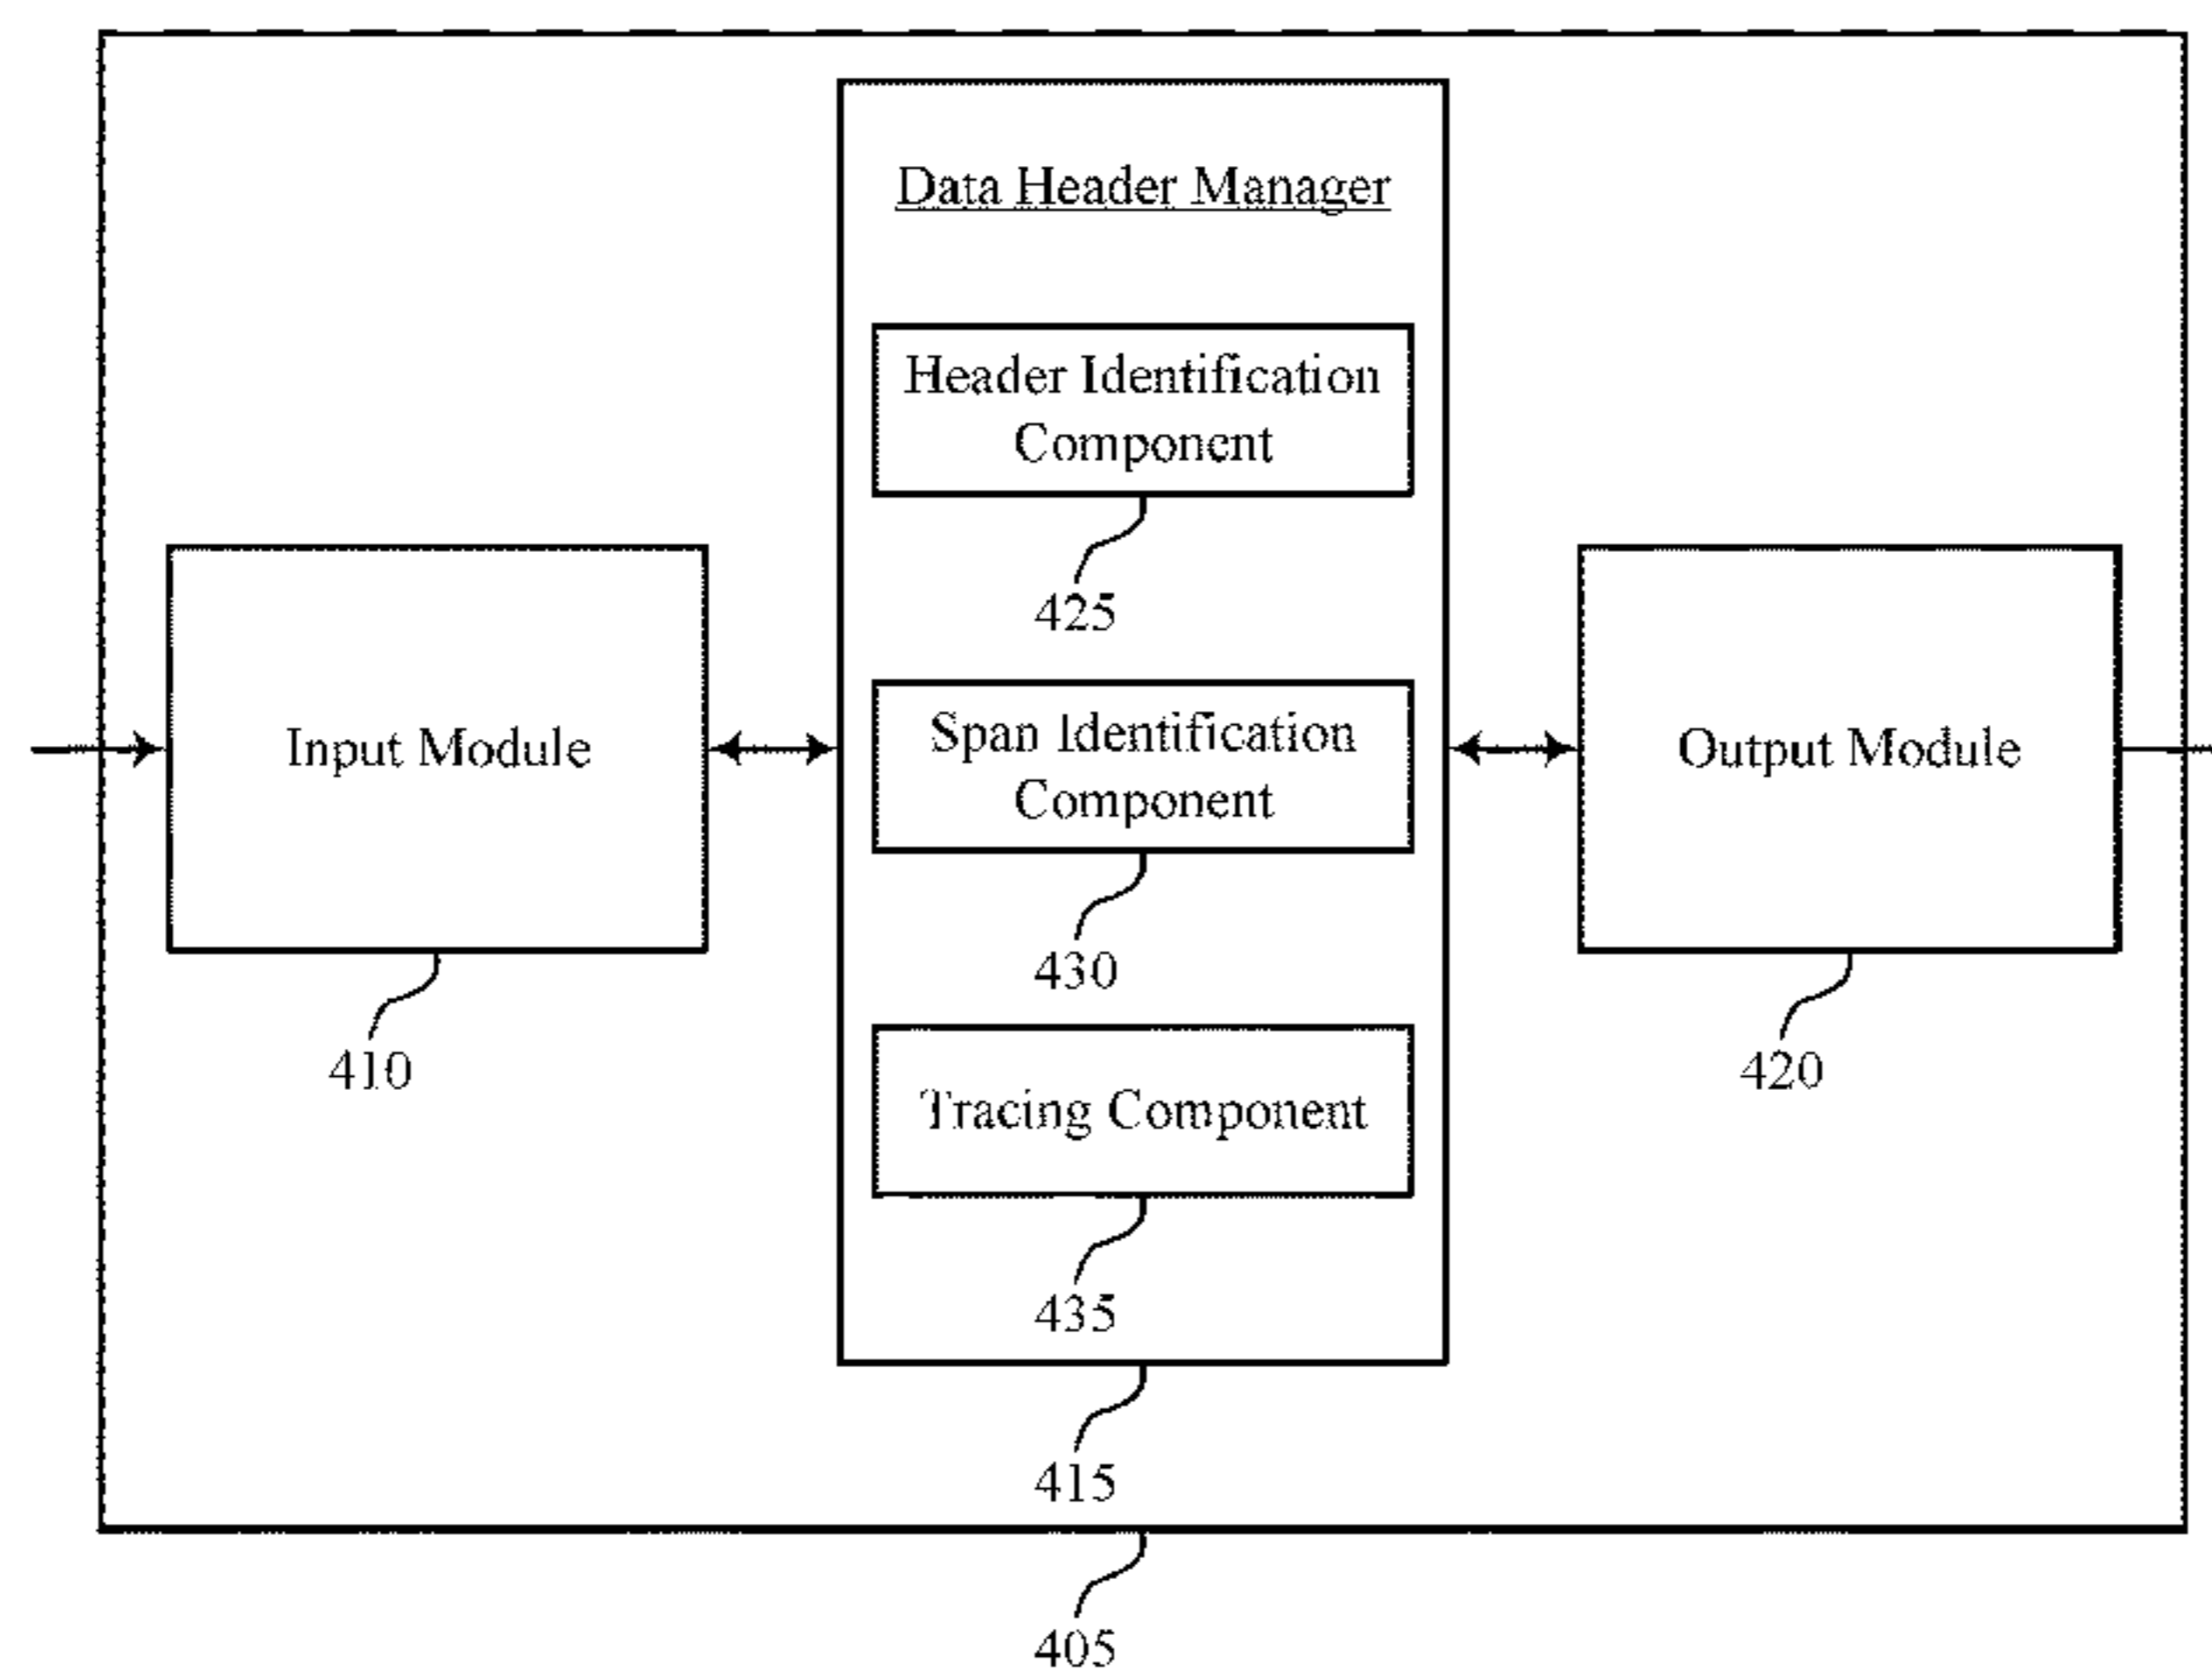 Data Header Manager
Header Identification
Component
425
Input Module
Span Identification
Component
Output Module
430
410
420
Tracing Component
435
415
405